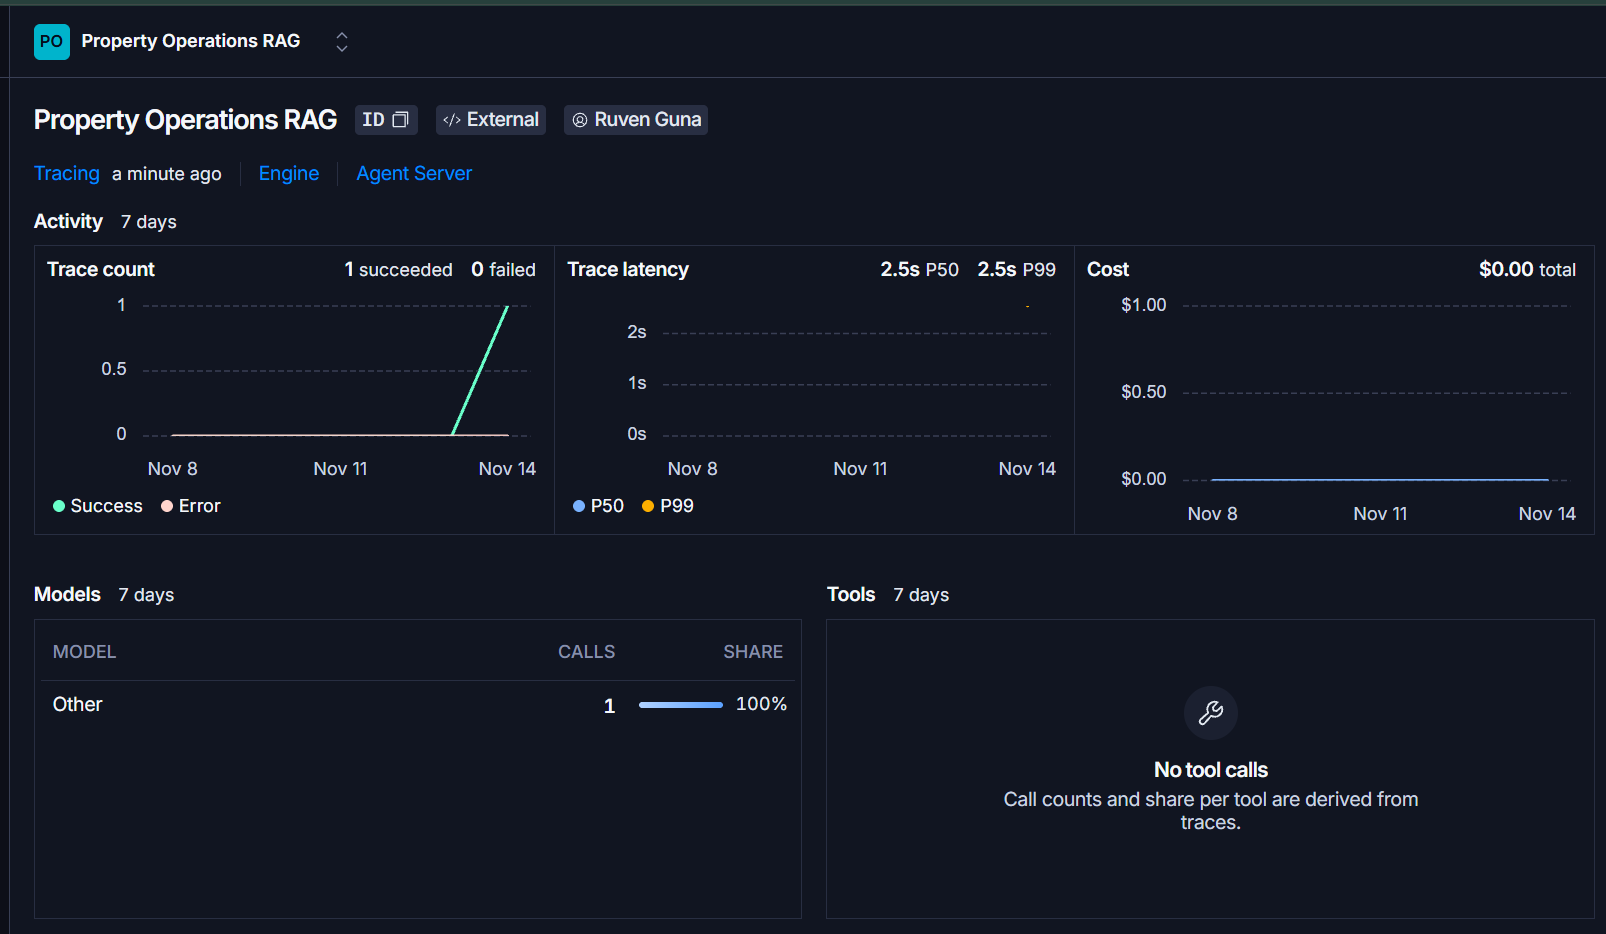 PO Property Operations RAG
Property Operations RAG ID </> External Ruven Guna
Tracing a minute ago Engine Agent Server
Activity 7 days
Trace count 1 succeeded 0 failed
1
0.5
0
Nov 8 Nov 11 Nov 14
Success Error
Trace latency 2.5s P50 2.5s P99
2s
1s
0s
Nov 8 Nov 11 Nov 14
P50 P99
Cost $0.00 total
$1.00
$0.50
$0.00
Nov 8 Nov 11 Nov 14
Models 7 days
MODEL CALLS SHARE
Other 1 100%
Tools 7 days
No tool calls
Call counts and share per tool are derived from
traces.